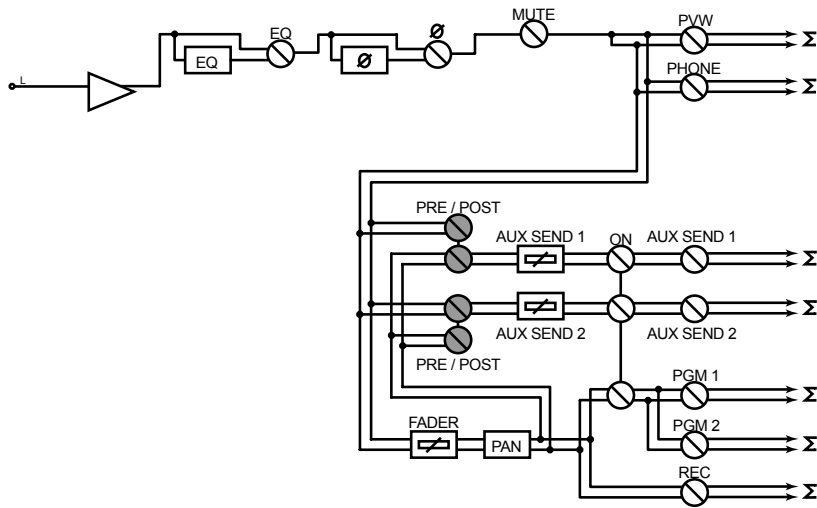 L
EQ
EQ
Ø
Ø
MUTE
PVW
Σ
PHONE
Σ
PRE / POST
AUX SEND 1
ON
AUX SEND 1
Σ
AUX SEND 2
AUX SEND 2
Σ
PRE / POST
PGM 1
Σ
FADER
PAN
PGM 2
Σ
REC
Σ